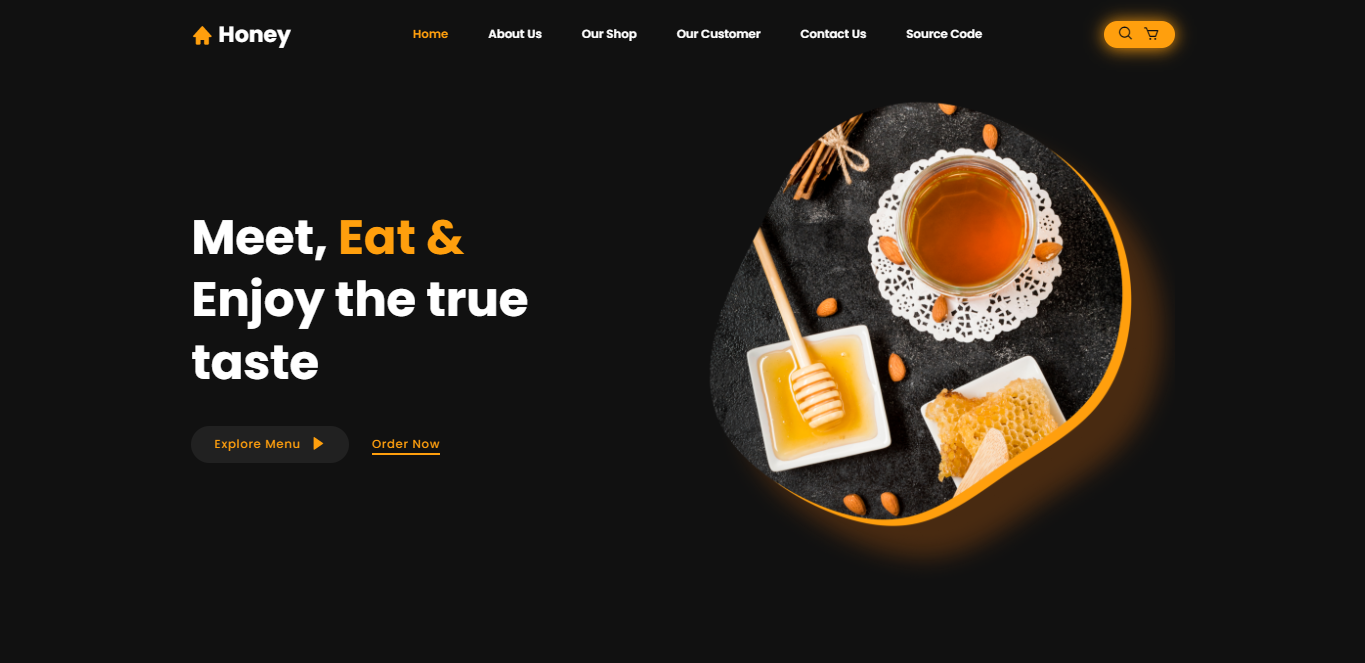 Honey
Home
About Us
Our Shop
Our Customer
Contact Us
Source Code
Meet, Eat &
Enjoy the true
taste
Explore Menu
Order Now